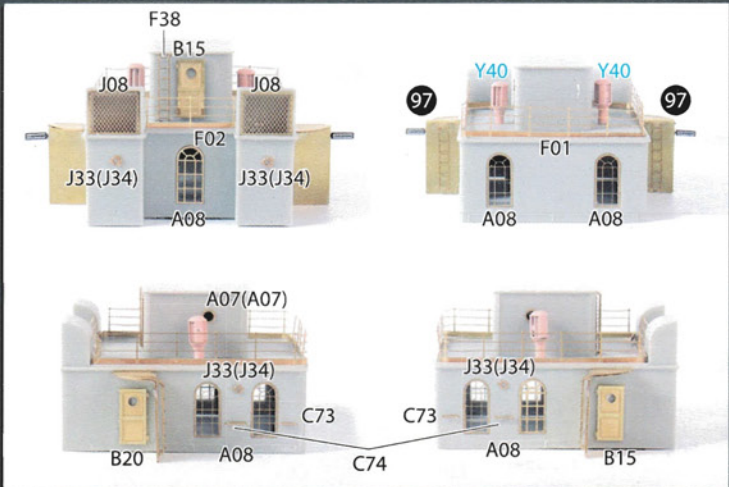 F38
B15
J08 J08
F02
J33(J34) J33(J34)
A08
Y40 Y40
97 97
F01
A08 A08
A07(A07)
J33(J34)
C73
B20 A08
C74
J33(J34)
C73
A08 B15